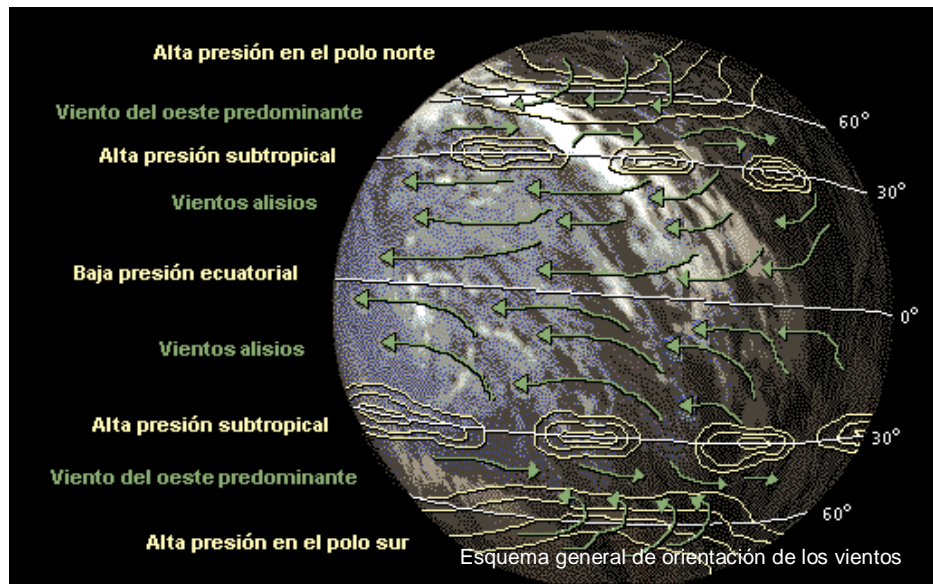 Alta presión en el polo norte
Viento del oeste predominante
60°
Alta presión subtropical
30°
Vientos alisios
Baja presión ecuatorial
0°
Vientos alisios
Alta presión subtropical
30°
Viento del oeste predominante
60°
Alta presión en el polo sur
Esquema general de orientación de los vientos